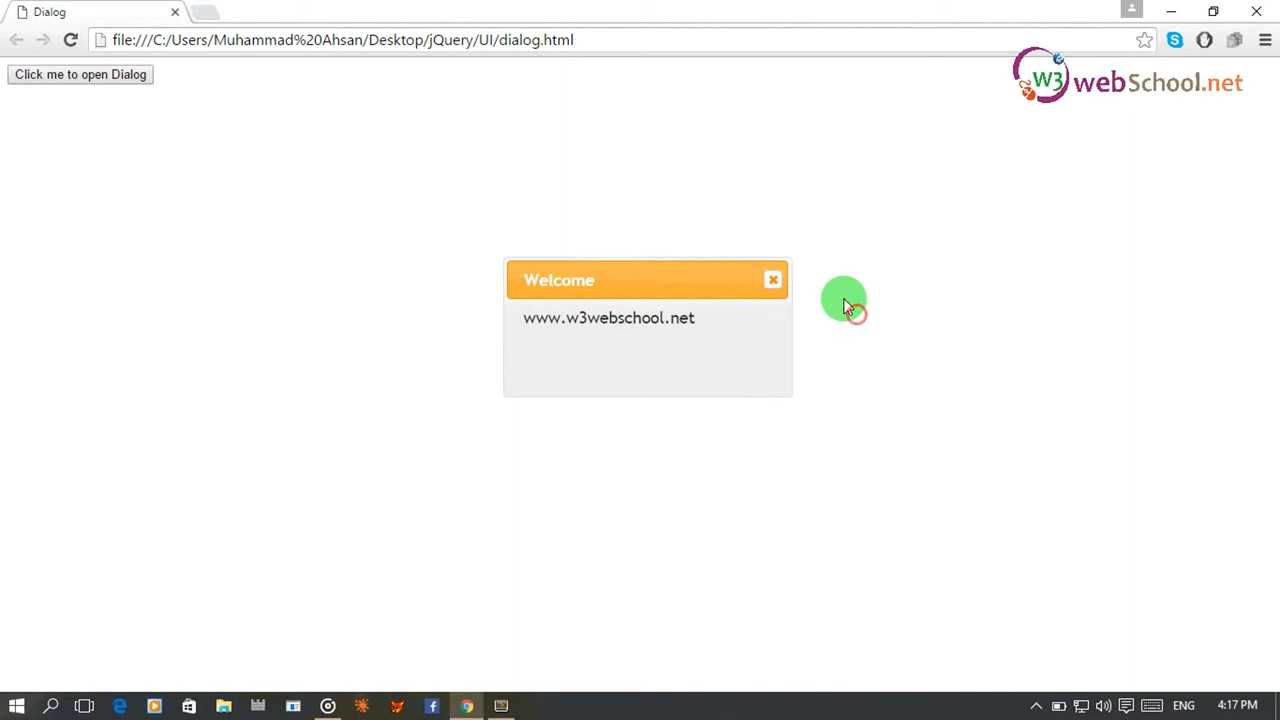 Dialog
file:///C:/Users/Muhammad%20Ahsan/Desktop/jQuery/UI/dialog.html
Click me to open Dialog
W3 webSchool.net
Welcome
www.w3webschool.net
ENG
4:17 PM